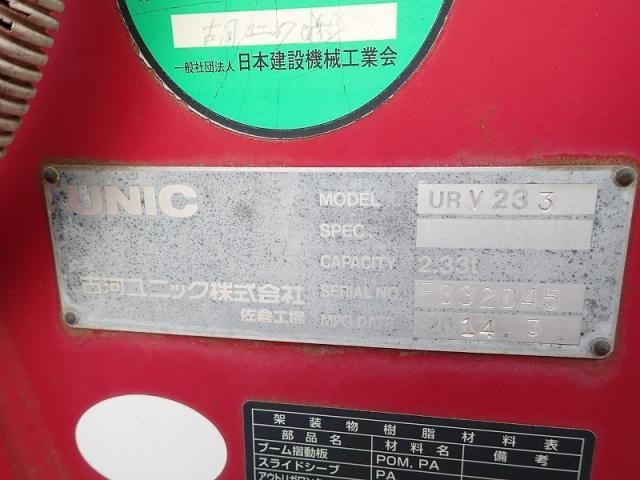 古河ユニック(株)
一般社団法人 日本建設機械工業会
UNIC
MODEL URV233
SPEC.
CAPACITY 2.33t
古河ユニック株式会社
SERIAL NO. F332045
佐倉工場
MFG DATE 2014.3
架装物樹脂材料表
部品名 材料名 備考
ブーム摺動板 POM, PA
スライドシーブ PA